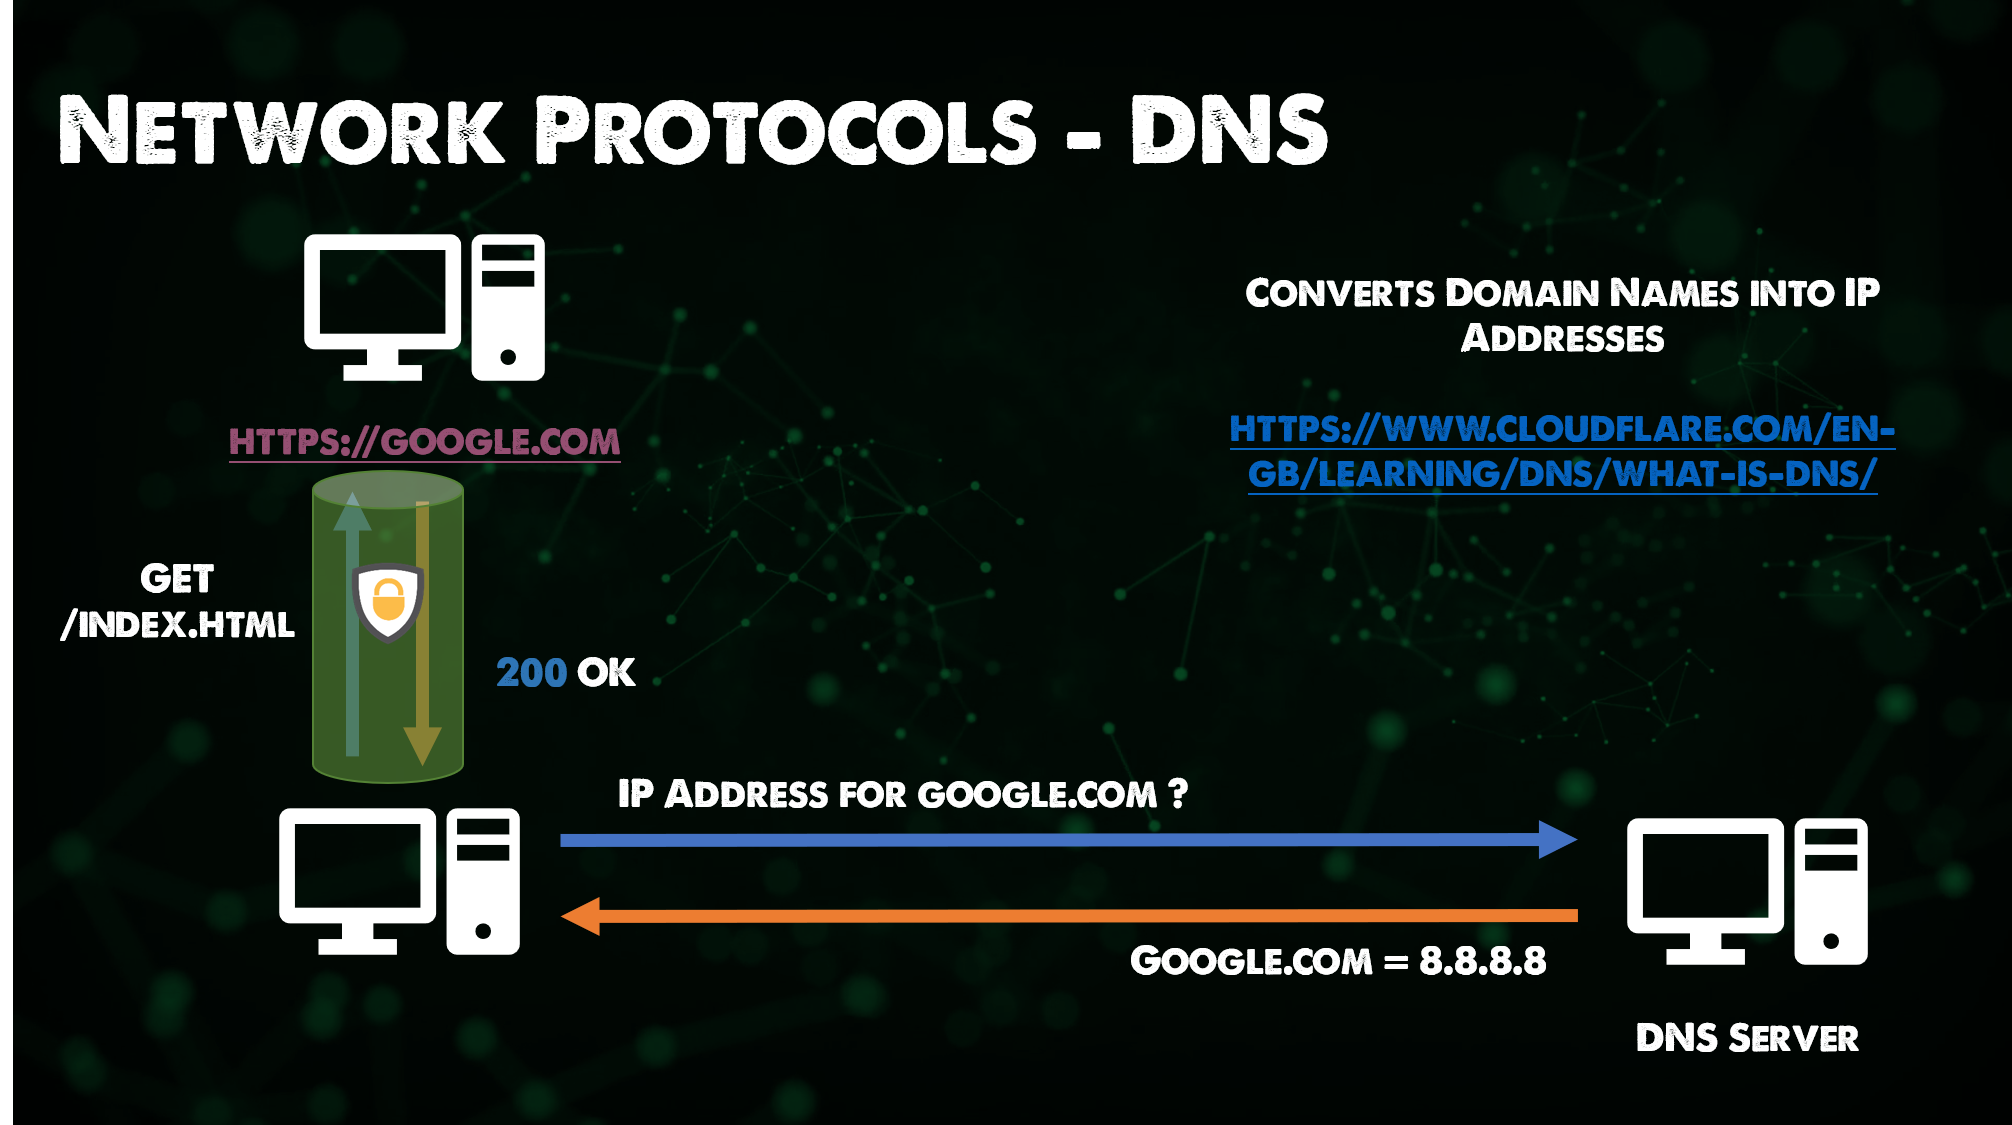 Network Protocols - DNS
Converts Domain Names into IP
Addresses
https://google.com
https://www.cloudflare.com/en-
gb/learning/dns/what-is-dns/
GET
/index.html
200 OK
IP Address for google.com ?
Google.com = 8.8.8.8
DNS Server